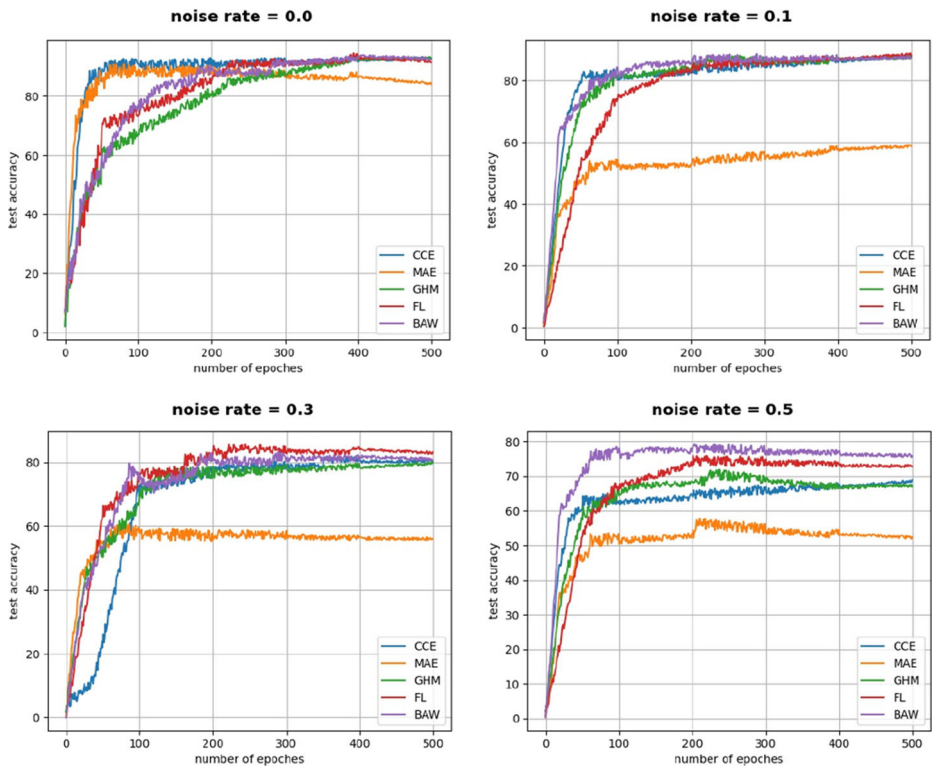 noise rate = 0.0
test accuracy
80
60
40
20
0
0 100 200 300 400 500
number of epoches
CCE
MAE
GHM
FL
BAW
noise rate = 0.1
test accuracy
80
60
40
20
0
0 100 200 300 400 500
number of epoches
CCE
MAE
GHM
FL
BAW
noise rate = 0.3
test accuracy
80
60
40
20
0
0 100 200 300 400 500
number of epoches
CCE
MAE
GHM
FL
BAW
noise rate = 0.5
test accuracy
80
70
60
50
40
30
20
10
0
0 100 200 300 400 500
number of epoches
CCE
MAE
GHM
FL
BAW